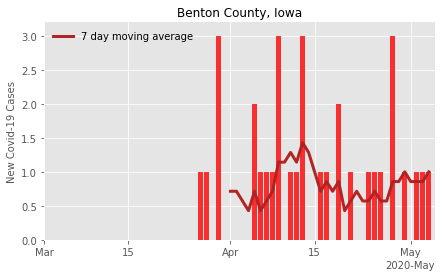 Benton County, Iowa
7 day moving average
New Covid-19 Cases
3.0
2.5
2.0
1.5
1.0
0.5
0.0
Mar 15 Apr 15 May
2020-May